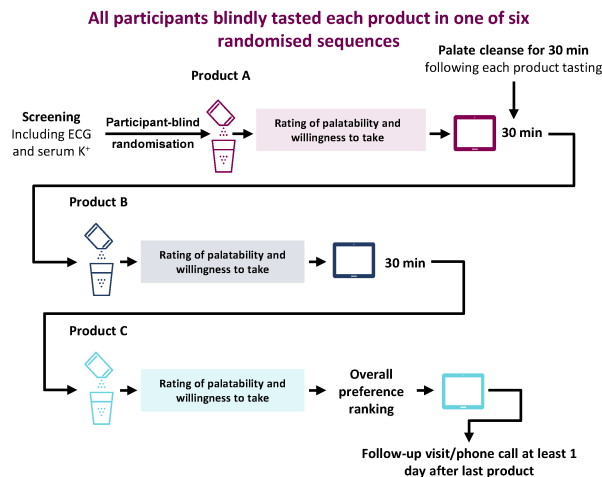 All participants blindly tasted each product in one of six
randomised sequences
Palate cleanse for 30 min
following each product tasting
Product A
Screening
Including ECG
and serum K⁺
Participant-blind
randomisation
Rating of palatability and
willingness to take
30 min
Product B
Rating of palatability and
willingness to take
30 min
Product C
Rating of palatability and
willingness to take
Overall
preference
ranking
Follow-up visit/phone call at least 1
day after last product